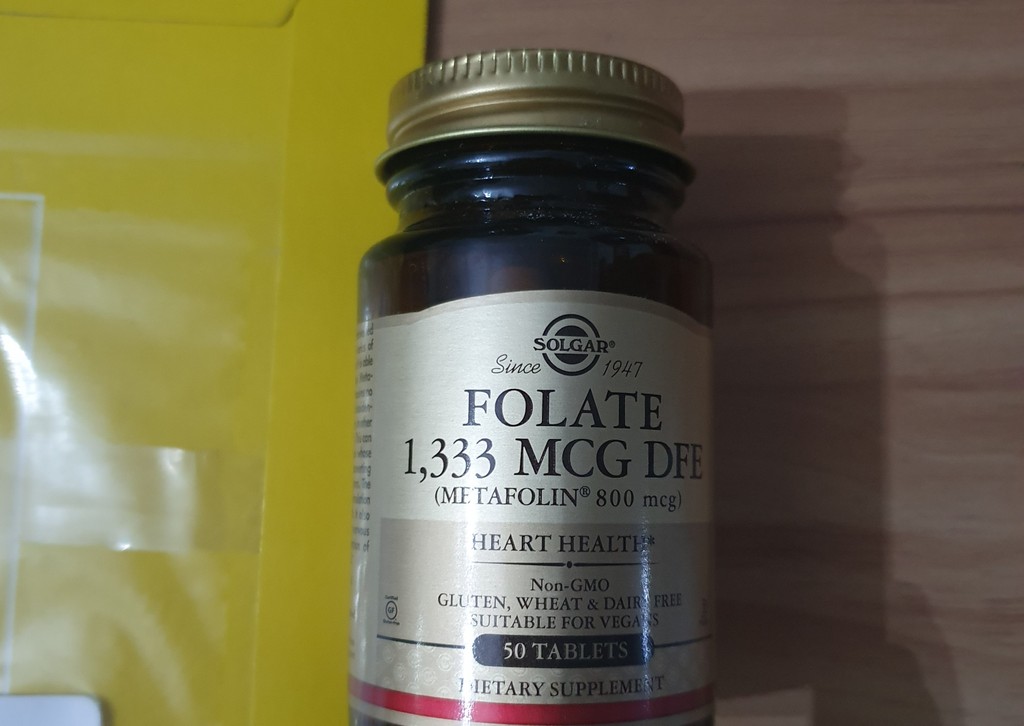 SOLGAR®
Since 1947
FOLATE
1,333 MCG DFE
(METAFOLIN® 800 mcg)
HEART HEALTH*
Non-GMO
GLUTEN, WHEAT & DAIRY FREE
SUITABLE FOR VEGANS
50 TABLETS
DIETARY SUPPLEMENT